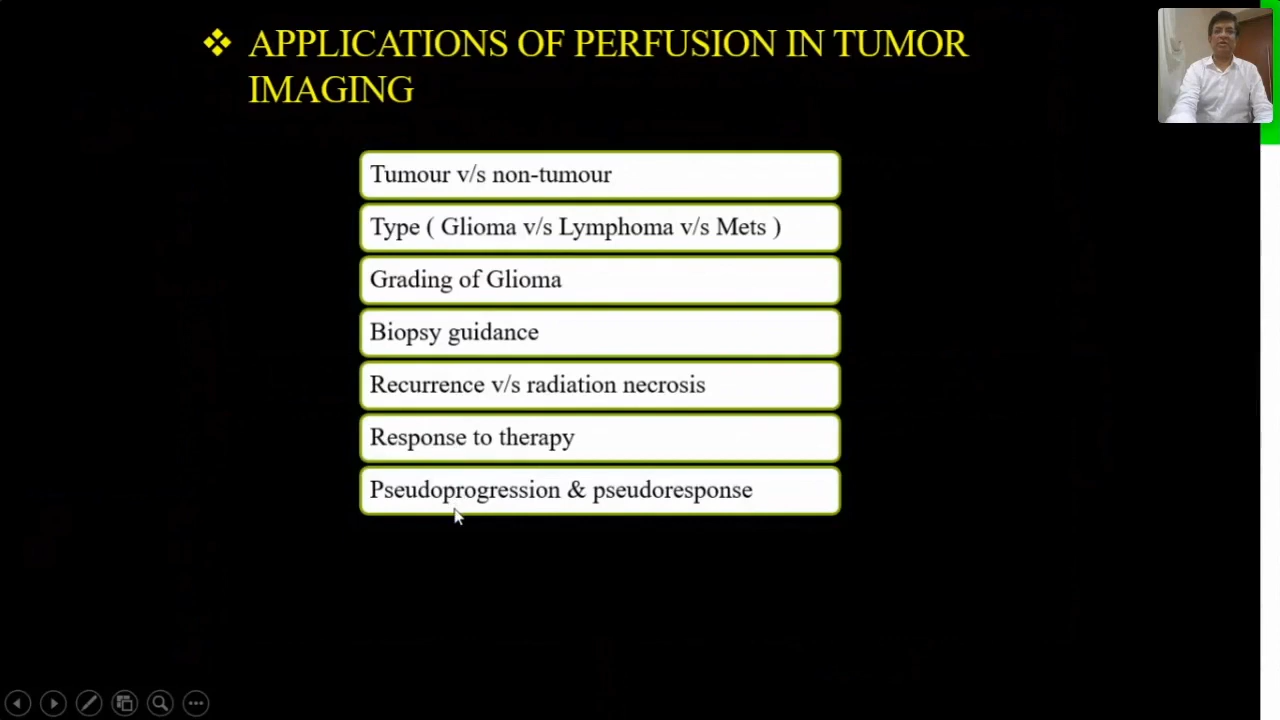 APPLICATIONS OF PERFUSION IN TUMOR
IMAGING
Tumour v/s non-tumour
Type ( Glioma v/s Lymphoma v/s Mets )
Grading of Glioma
Biopsy guidance
Recurrence v/s radiation necrosis
Response to therapy
Pseudoprogression & pseudoresponse